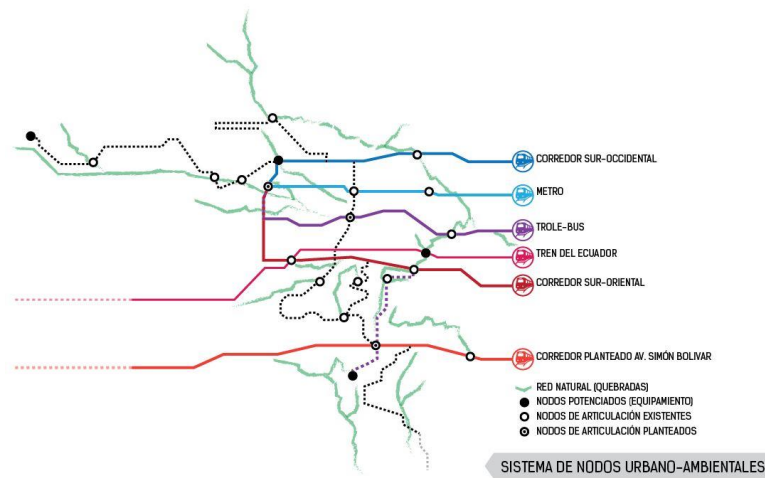 CORREDOR SUR-OCCIDENTAL
METRO
TROLE-BUS
TREN DEL ECUADOR
CORREDOR SUR-ORIENTAL
CORREDOR PLANTEADO AV. SIMÓN BOLIVAR
RED NATURAL (QUEBRADAS)
NODOS POTENCIADOS (EQUIPAMIENTO)
NODOS DE ARTICULACIÓN EXISTENTES
NODOS DE ARTICULACIÓN PLANTEADOS
SISTEMA DE NODOS URBANO-AMBIENTALES